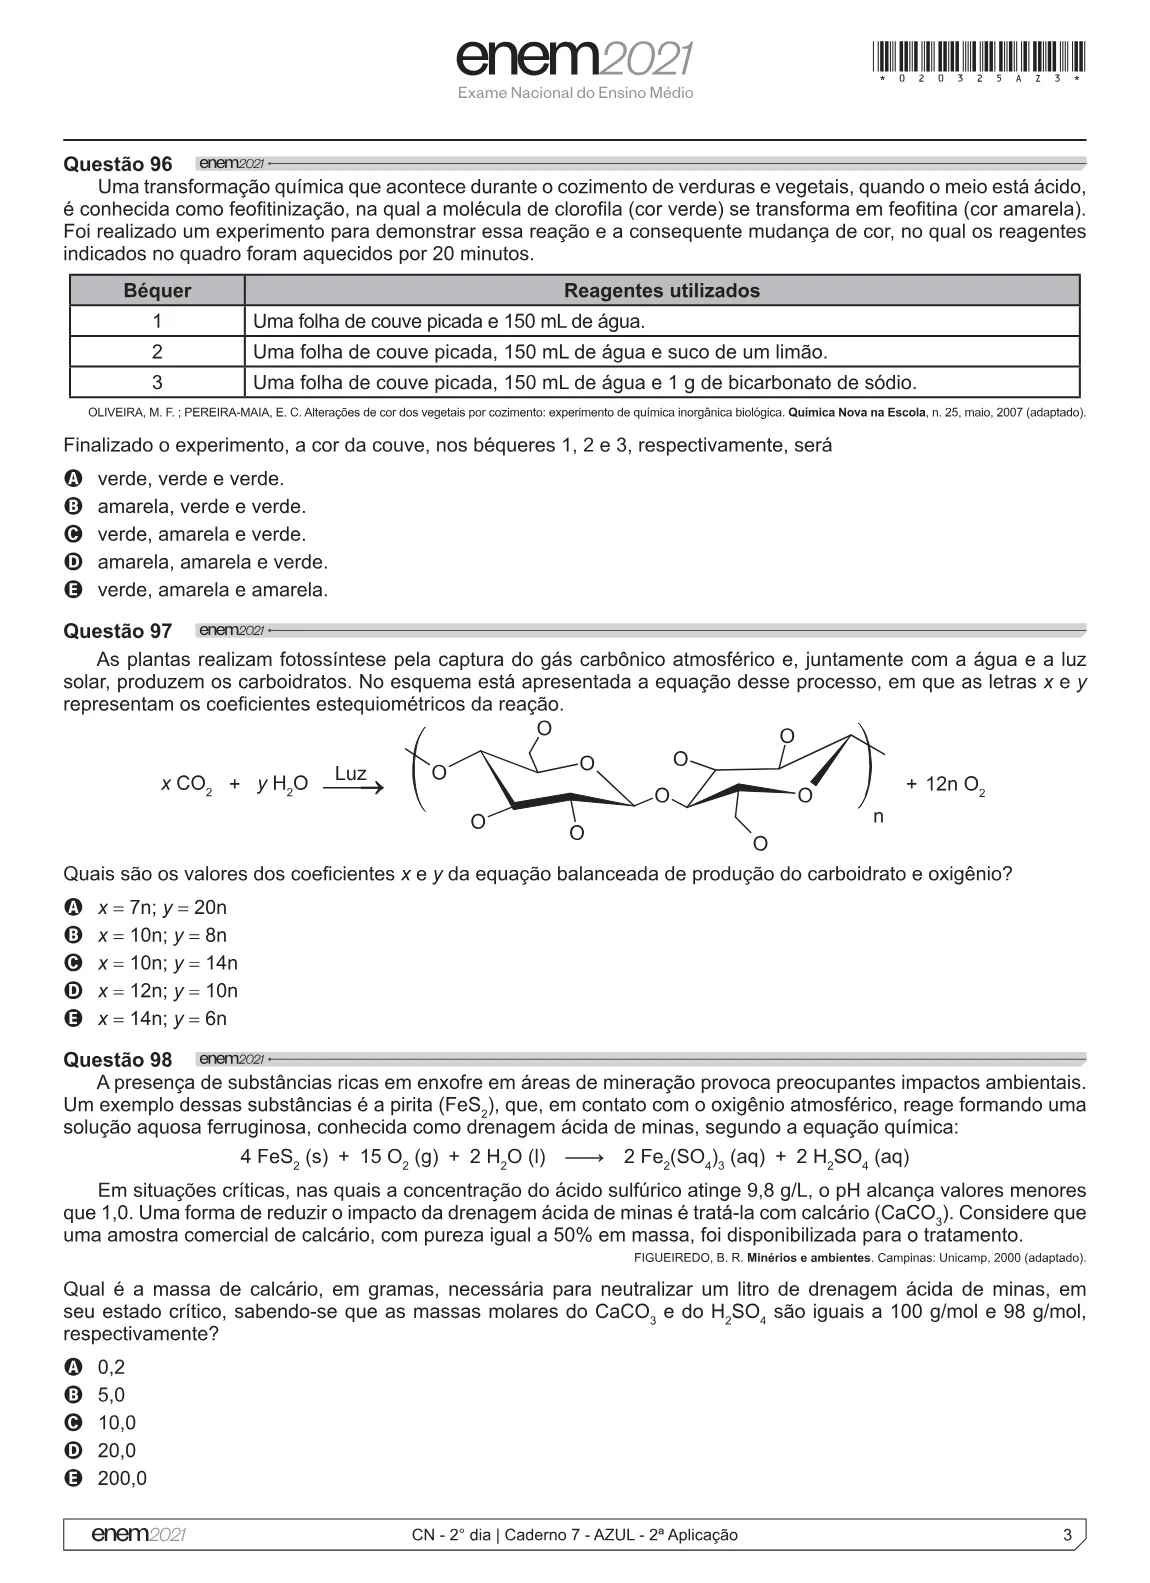 enem2021
Exame Nacional do Ensino Médio
*020325AZ3*
Questão 96 enem2021
Uma transformação química que acontece durante o cozimento de verduras e vegetais, quando o meio está ácido,
é conhecida como feofitinização, na qual a molécula de clorofila (cor verde) se transforma em feofitina (cor amarela).
Foi realizado um experimento para demonstrar essa reação e a consequente mudança de cor, no qual os reagentes
indicados no quadro foram aquecidos por 20 minutos.
Béquer Reagentes utilizados
1 Uma folha de couve picada e 150 mL de água.
2 Uma folha de couve picada, 150 mL de água e suco de um limão.
3 Uma folha de couve picada, 150 mL de água e 1 g de bicarbonato de sódio.
OLIVEIRA, M. F. ; PEREIRA-MAIA, E. C. Alterações de cor dos vegetais por cozimento: experimento de química inorgânica biológica. Química Nova na Escola, n. 25, maio, 2007 (adaptado).
Finalizado o experimento, a cor da couve, nos béqueres 1, 2 e 3, respectivamente, será
A verde, verde e verde.
B amarela, verde e verde.
C verde, amarela e verde.
D amarela, amarela e verde.
E verde, amarela e amarela.
Questão 97 enem2021
As plantas realizam fotossíntese pela captura do gás carbônico atmosférico e, juntamente com a água e a luz
solar, produzem os carboidratos. No esquema está apresentada a equação desse processo, em que as letras x e y
representam os coeficientes estequiométricos da reação.
x CO2 + y H2O Luz O O O O O O O O O O n + 12n O2
Quais são os valores dos coeficientes x e y da equação balanceada de produção do carboidrato e oxigênio?
A x = 7n; y = 20n
B x = 10n; y = 8n
C x = 10n; y = 14n
D x = 12n; y = 10n
E x = 14n; y = 6n
Questão 98 enem2021
A presença de substâncias ricas em enxofre em áreas de mineração provoca preocupantes impactos ambientais.
Um exemplo dessas substâncias é a pirita (FeS2), que, em contato com o oxigênio atmosférico, reage formando uma
solução aquosa ferruginosa, conhecida como drenagem ácida de minas, segundo a equação química:
4 FeS2 (s) + 15 O2 (g) + 2 H2O (l) ⟶ 2 Fe2(SO4)3 (aq) + 2 H2SO4 (aq)
Em situações críticas, nas quais a concentração do ácido sulfúrico atinge 9,8 g/L, o pH alcança valores menores
que 1,0. Uma forma de reduzir o impacto da drenagem ácida de minas é tratá-la com calcário (CaCO3). Considere que
uma amostra comercial de calcário, com pureza igual a 50% em massa, foi disponibilizada para o tratamento.
FIGUEIREDO, B. R. Minérios e ambientes. Campinas: Unicamp, 2000 (adaptado).
Qual é a massa de calcário, em gramas, necessária para neutralizar um litro de drenagem ácida de minas, em
seu estado crítico, sabendo-se que as massas molares do CaCO3 e do H2SO4 são iguais a 100 g/mol e 98 g/mol,
respectivamente?
A 0,2
B 5,0
C 10,0
D 20,0
E 200,0
enem2021 CN - 2° dia | Caderno 7 - AZUL - 2ª Aplicação 3